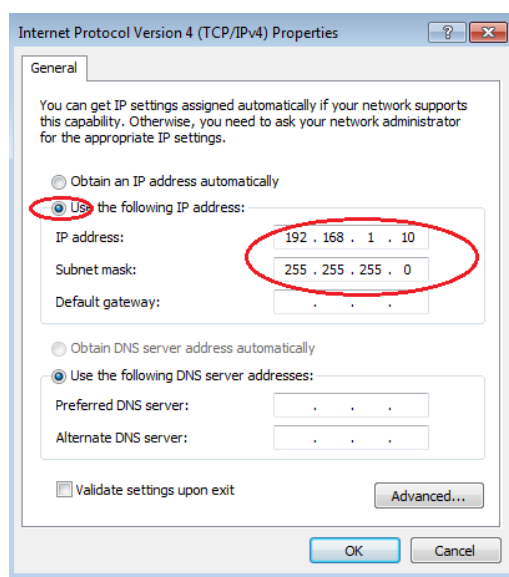 Internet Protocol Version 4 (TCP/IPv4) Properties
General
You can get IP settings assigned automatically if your network supports
this capability. Otherwise, you need to ask your network administrator
for the appropriate IP settings.
Obtain an IP address automatically
Use the following IP address:
IP address: 192 . 168 . 1 . 10
Subnet mask: 255 . 255 . 255 . 0
Default gateway: . . .
Obtain DNS server address automatically
Use the following DNS server addresses:
Preferred DNS server: . . .
Alternate DNS server: . . .
Validate settings upon exit
Advanced...
OK Cancel